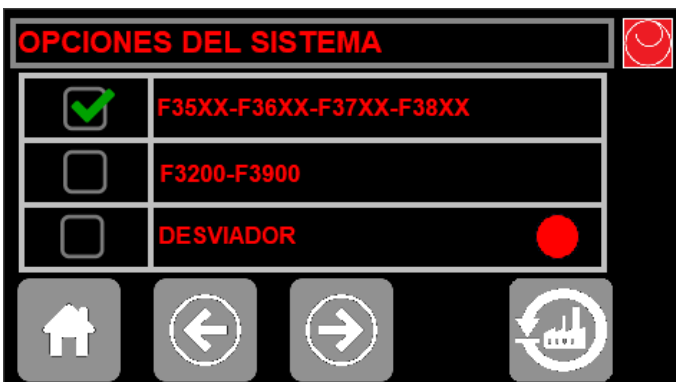 OPCIONES DEL SISTEMA
F35XX-F36XX-F37XX-F38XX
F3200-F3900
DESVIADOR